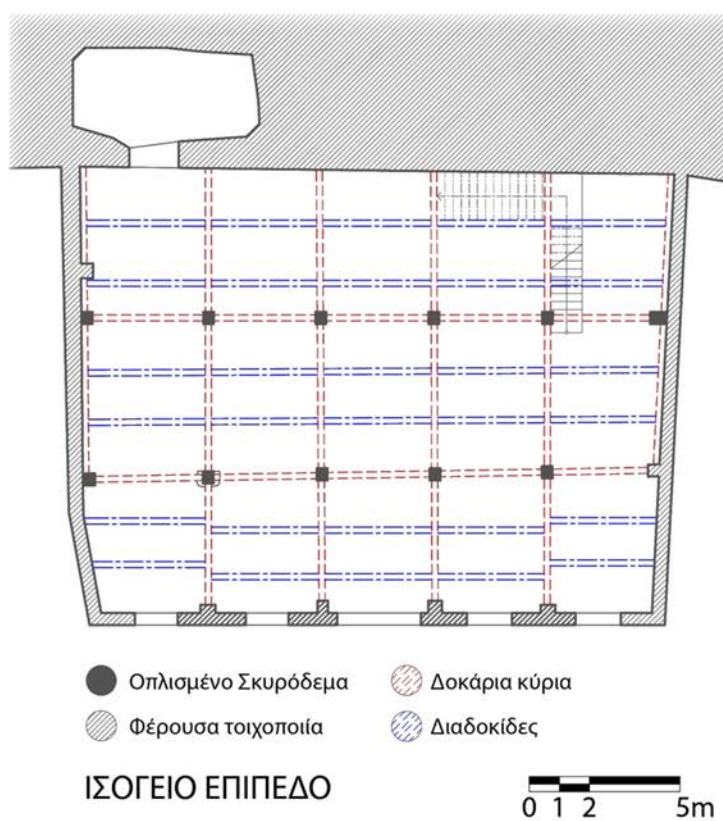 Οπλισμένο Σκυρόδεμα
Δοκάρια κύρια
Φέρουσα τοιχοποιία
Διαδοκίδες
ΙΣΟΓΕΙΟ ΕΠΙΠΕΔΟ
0 1 2 5m